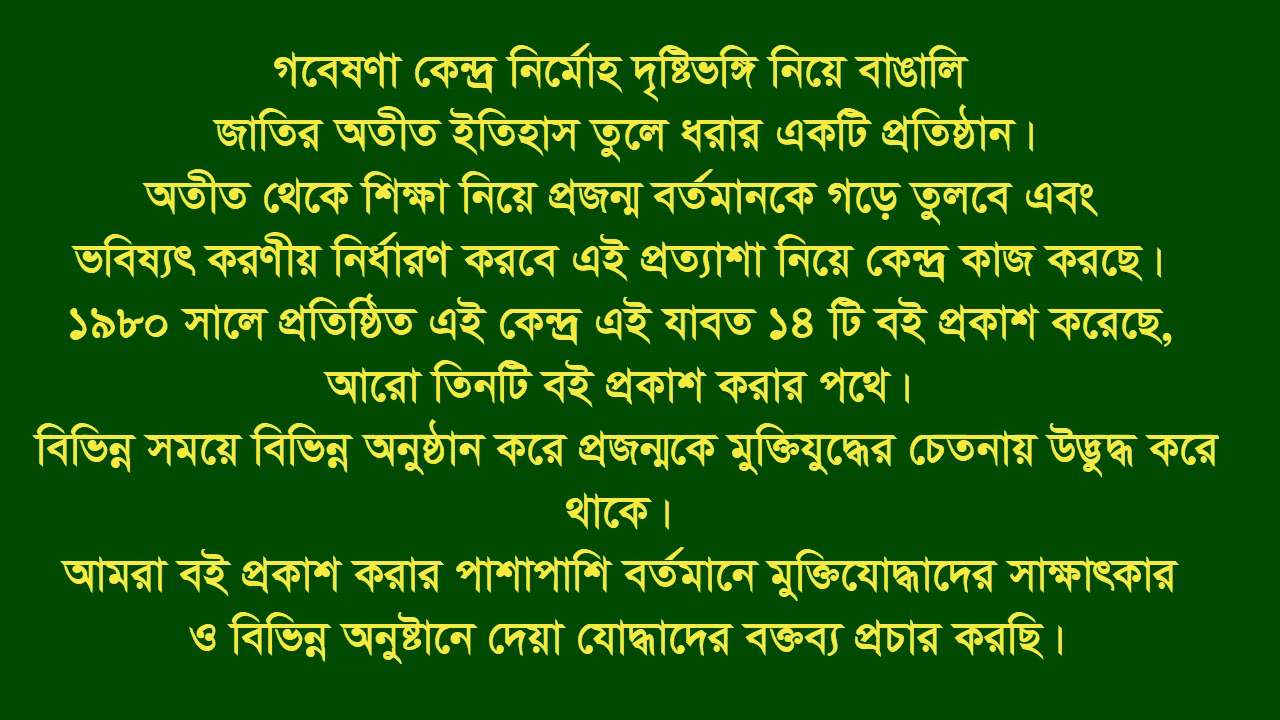 গবেষণা কেন্দ্র নির্মোহ দৃষ্টিভঙ্গি নিয়ে বাঙালি
জাতির অতীত ইতিহাস তুলে ধরার একটি প্রতিষ্ঠান।
অতীত থেকে শিক্ষা নিয়ে প্রজন্ম বর্তমানকে গড়ে তুলবে এবং
ভবিষ্যৎ করণীয় নির্ধারণ করবে এই প্রত্যাশা নিয়ে কেন্দ্র কাজ করছে।
১৯৮০ সালে প্রতিষ্ঠিত এই কেন্দ্র এই যাবত ১৪ টি বই প্রকাশ করেছে,
আরো তিনটি বই প্রকাশ করার পথে।
বিভিন্ন সময়ে বিভিন্ন অনুষ্ঠান করে প্রজন্মকে মুক্তিযুদ্ধের চেতনায় উদ্ভুদ্ধ করে
থাকে।
আমরা বই প্রকাশ করার পাশাপাশি বর্তমানে মুক্তিযোদ্ধাদের সাক্ষাৎকার
ও বিভিন্ন অনুষ্টানে দেয়া যোদ্ধাদের বক্তব্য প্রচার করছি।